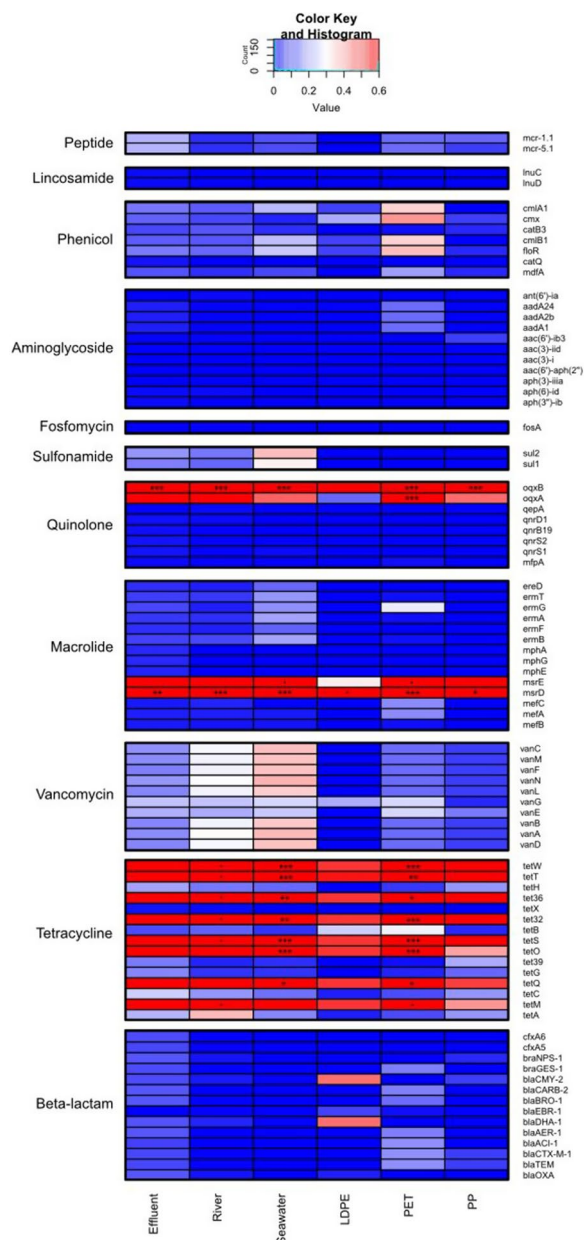 Color Key
and Histogram
Count
0 150
0 0.2 0.4 0.6
Value
Peptide
mcr-1.1
mcr-5.1
Lincosamide
lnuC
lnuD
Phenicol
cmlA1
cmx
catB3
cmlB1
floR
catQ
mdfA
Aminoglycoside
ant(6')-ia
aadA24
aadA2b
aadA1
aac(6')-ib3
aac(3)-iid
aac(3)-i
aac(6')-aph(2")
aph(3)-iiia
aph(6)-id
aph(3")-ib
Fosfomycin
fosA
Sulfonamide
sul2
sul1
Quinolone
oqxB
oqxA
qepA
qnrD1
qnrB19
qnrS2
qnrS1
mfpA
Macrolide
ereD
ermT
ermG
ermA
ermF
ermB
mphA
mphG
mphE
msrE
msrD
mefC
mefA
mefB
Vancomycin
vanC
vanM
vanF
vanN
vanL
vanG
vanE
vanB
vanA
vanD
Tetracycline
tetW
tetT
tetH
tet36
tetX
tet32
tetB
tetS
tetO
tet39
tetG
tetQ
tetC
tetM
tetA
Beta-lactam
cfxA6
cfxA5
braNPS-1
braGES-1
blaCMY-2
blaCARB-2
blaBRO-1
blaEBR-1
blaDHA-1
blaAER-1
blaACI-1
blaCTX-M-1
blaTEM
blaOXA
Effluent
River
Seawater
LDPE
PET
PP